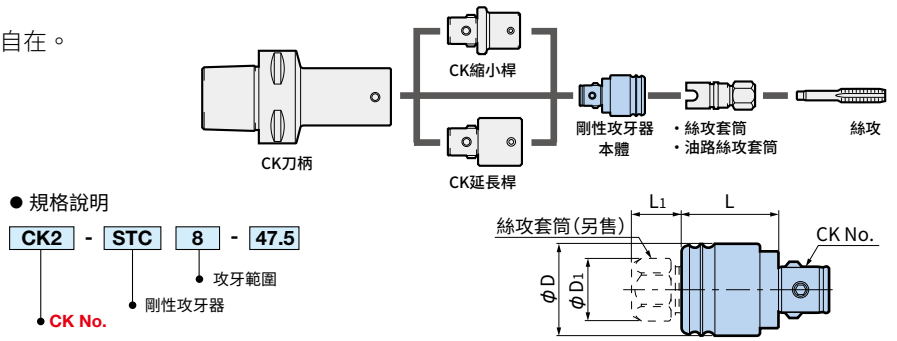 自在。
CK刀柄
CK縮小桿
CK延長桿
剛性攻牙器
本體
・絲攻套筒
・油路絲攻套筒
絲攻
● 規格說明
CK2 - STC 8 - 47.5
攻牙範圍
剛性攻牙器
CK No.
絲攻套筒(另售)
L1
L
CK No.
φD
φD1